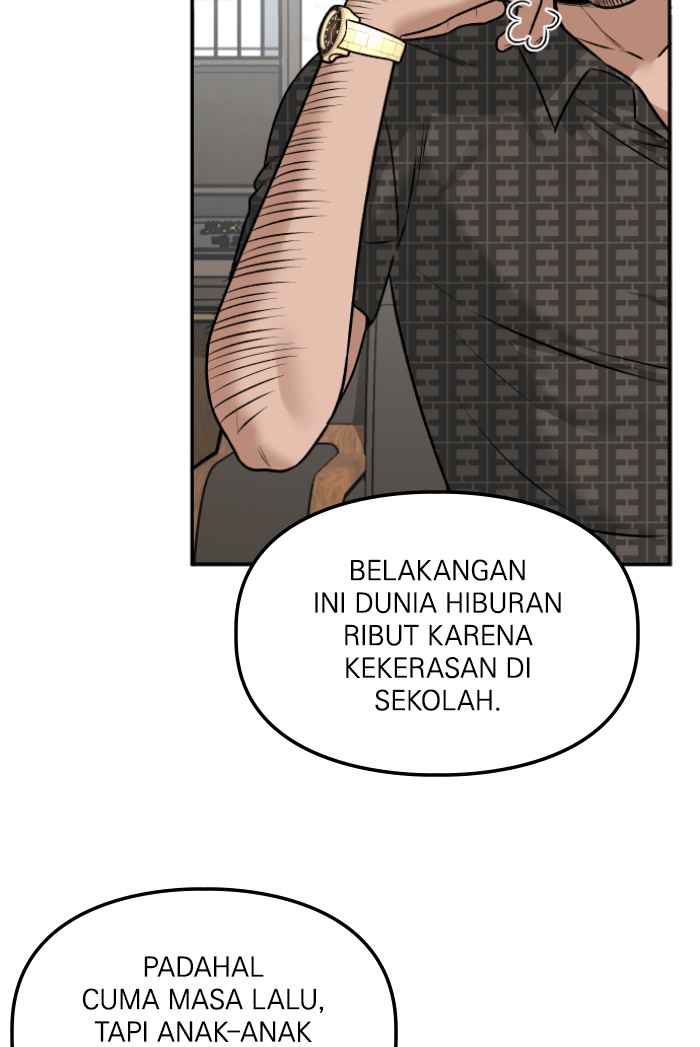 BELAKANGAN
INI DUNIA HIBURAN
RIBUT KARENA
KEKERASAN DI
SEKOLAH.
PADAHAL
CUMA MASA LALU,
TAPI ANAK-ANAK